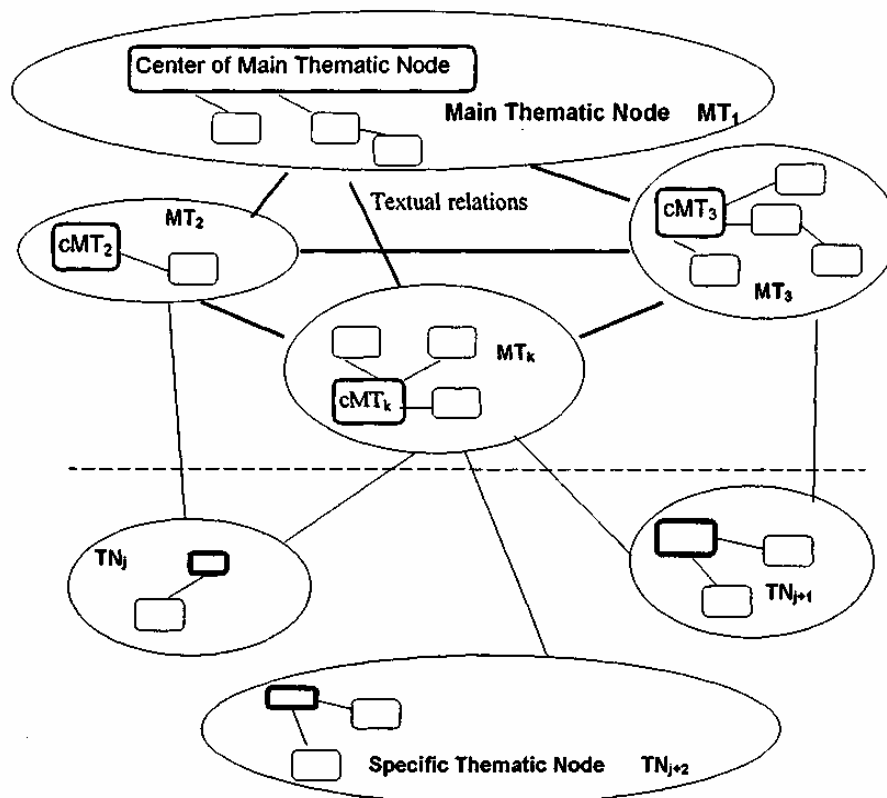 Center of Main Thematic Node
Main Thematic Node MT₁
Textual relations
MT₂
cMT₂
cMT₃
MT₃
MTₖ
cMTₖ
TNⱼ
TNⱼ₊₁
Specific Thematic Node TNⱼ₊₂